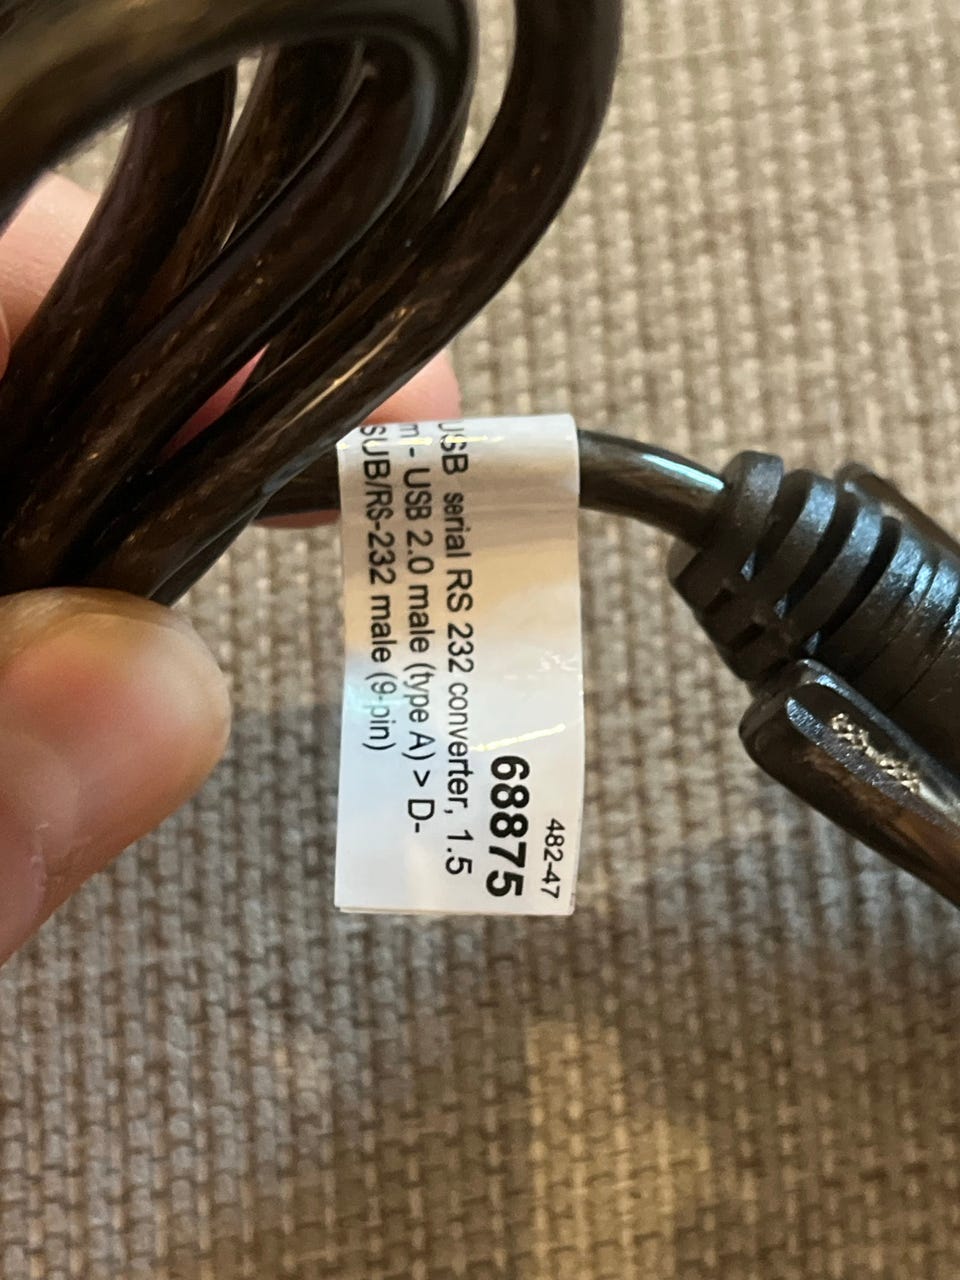 482-47
68875
USB serial RS 232 converter, 1.5
m - USB 2.0 male (type A) > D-
SUB/RS-232 male (9-pin)